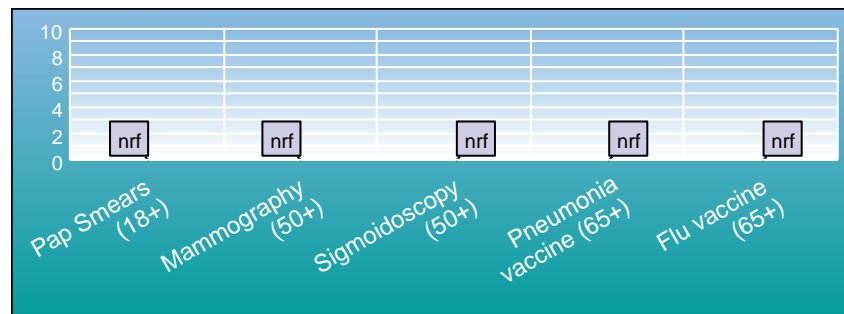 10
8
6
4
2
0
nrf nrf nrf nrf nrf
Pap Smears
(18+)
Mammography
(50+)
Sigmoidoscopy
(50+)
Pneumonia
vaccine (65+)
Flu vaccine
(65+)